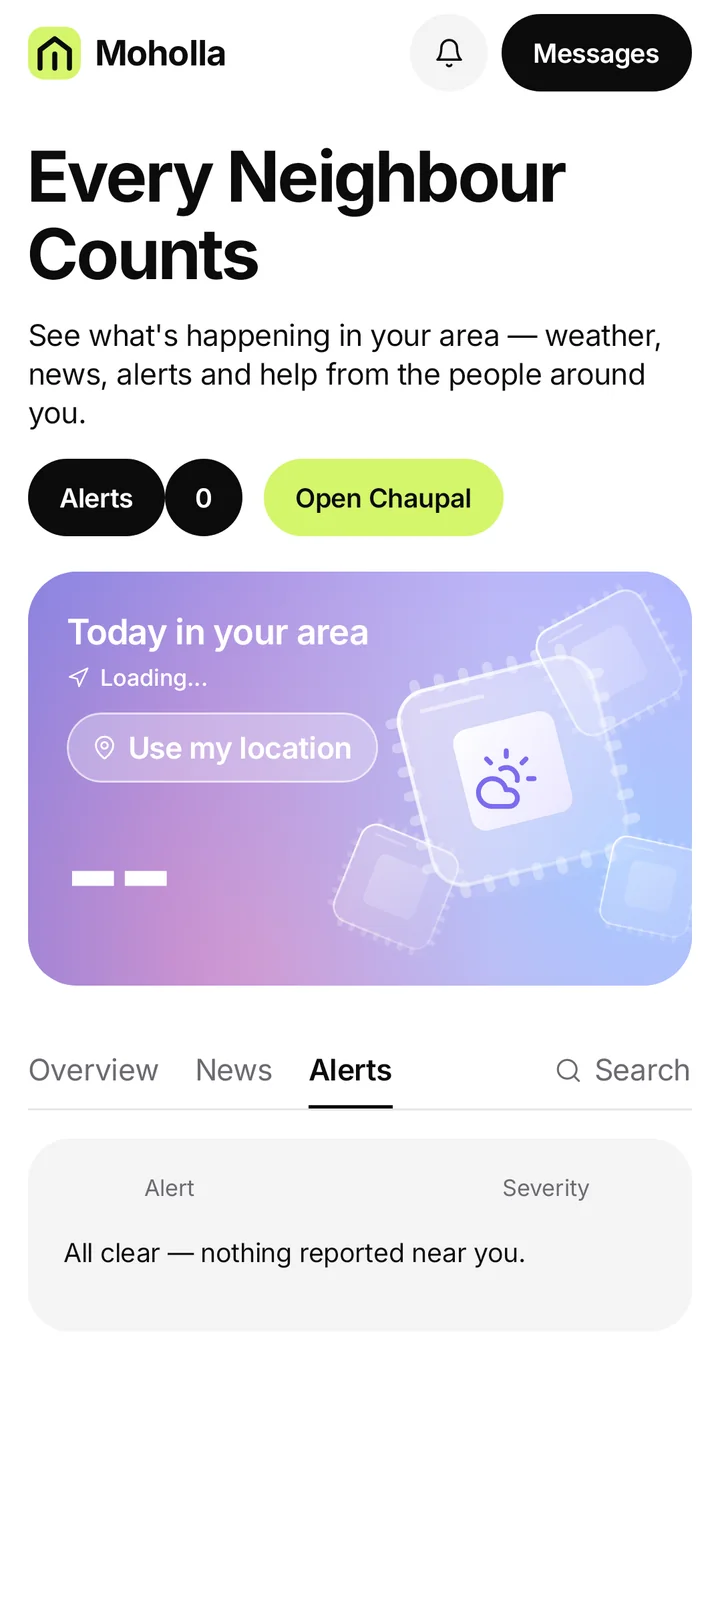 Moholla
Messages
Every Neighbour
Counts
See what's happening in your area — weather,
news, alerts and help from the people around
you.
Alerts 0 Open Chaupal
Today in your area
Loading...
Use my location
Overview News Alerts Search
Alert Severity
All clear — nothing reported near you.